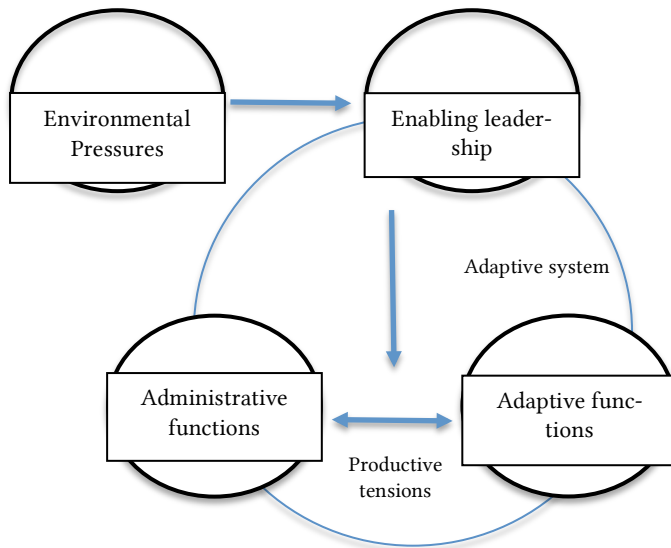 Environmental
Pressures
Enabling leader-
ship
Adaptive system
Administrative
functions
Adaptive func-
tions
Productive
tensions